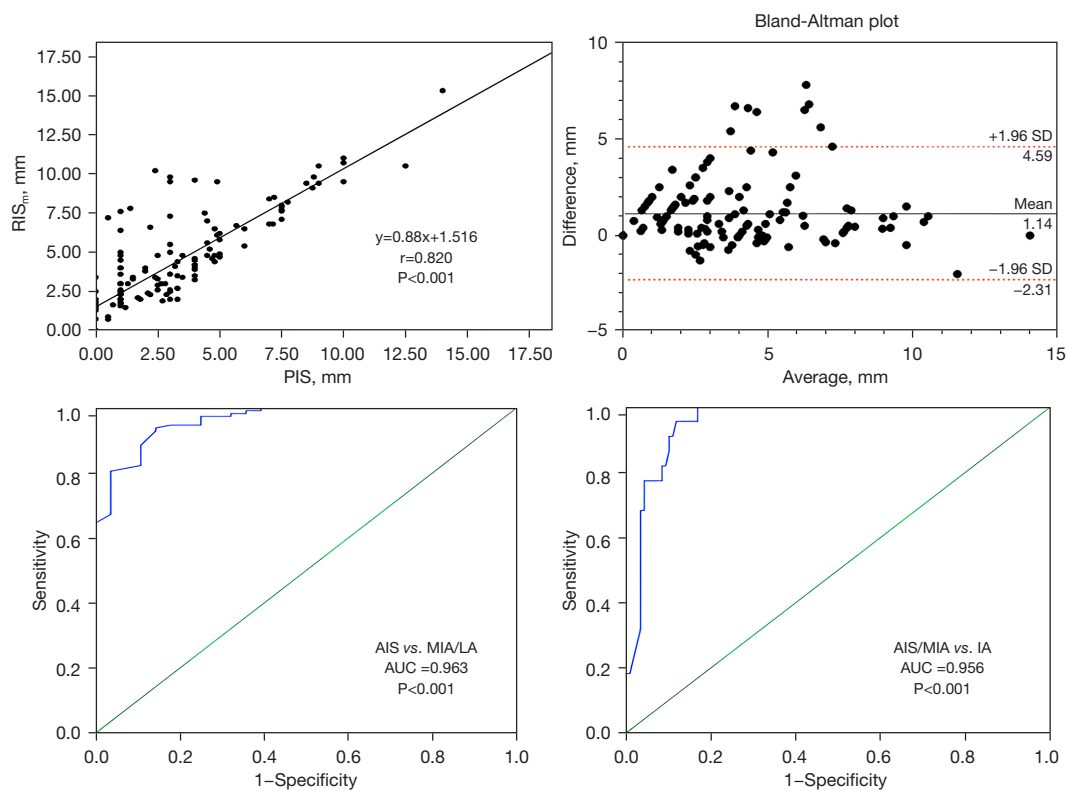 17.50
15.00
12.50
10.00
7.50
5.00
2.50
0.00
RISm, mm
0.00
2.50
5.00
7.50
10.00
12.50
15.00
17.50
PIS, mm
y=0.88x+1.516
r=0.820
P<0.001
Bland-Altman plot
10
5
0
−5
Difference, mm
0
5
10
15
Average, mm
+1.96 SD
4.59
Mean
1.14
−1.96 SD
−2.31
1.0
0.8
0.6
0.4
0.2
0.0
Sensitivity
0.0
0.2
0.4
0.6
0.8
1.0
1−Specificity
AIS vs. MIA/LA
AUC =0.963
P<0.001
1.0
0.8
0.6
0.4
0.2
0.0
Sensitivity
0.0
0.2
0.4
0.6
0.8
1.0
1−Specificity
AIS/MIA vs. IA
AUC =0.956
P<0.001